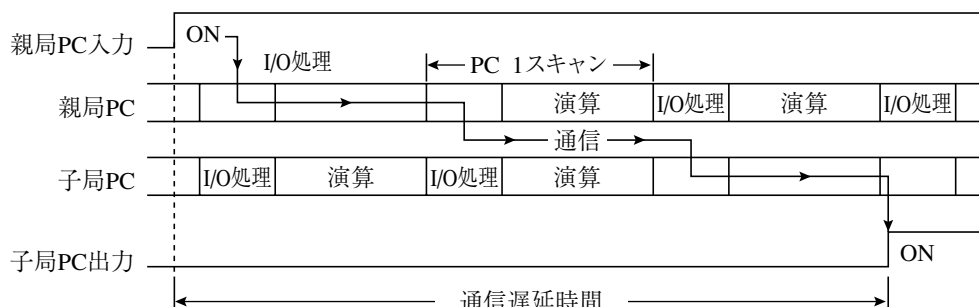 親局PC入力
ON
I/O処理
PC 1スキャン
親局PC
演算 I/O処理 演算 I/O処理
通信
子局PC
I/O処理 演算 I/O処理 演算
子局PC出力
ON
通信遅延時間